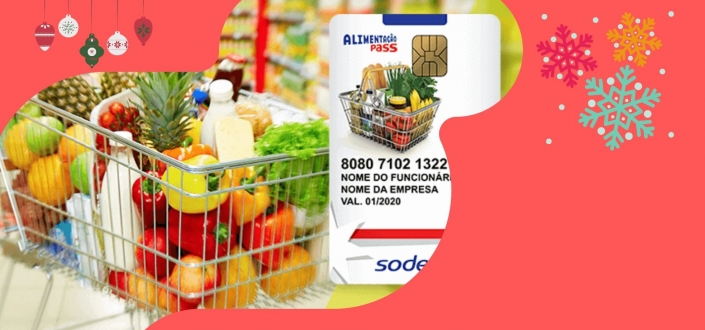 ALIMENTAÇÃO
PASS
8080 7102 1322
NOME DO FUNCIONÁR
NOME DA EMPRESA
VAL. 01/2020
sode